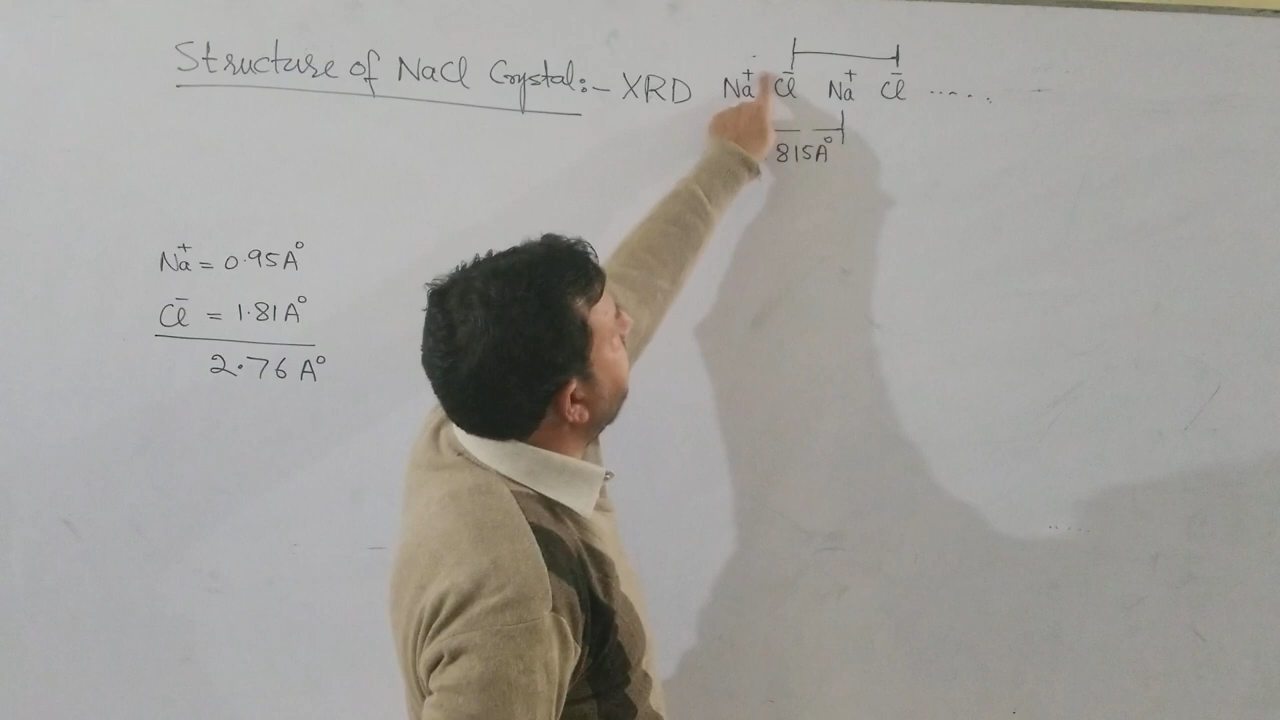 Structure of NaCl Crystal:- XRD Na⁺ Cl⁻ Na⁺ Cl⁻ .....
815A°
Na⁺ = 0.95A°
Cl⁻ = 1.81A°
2.76 A°